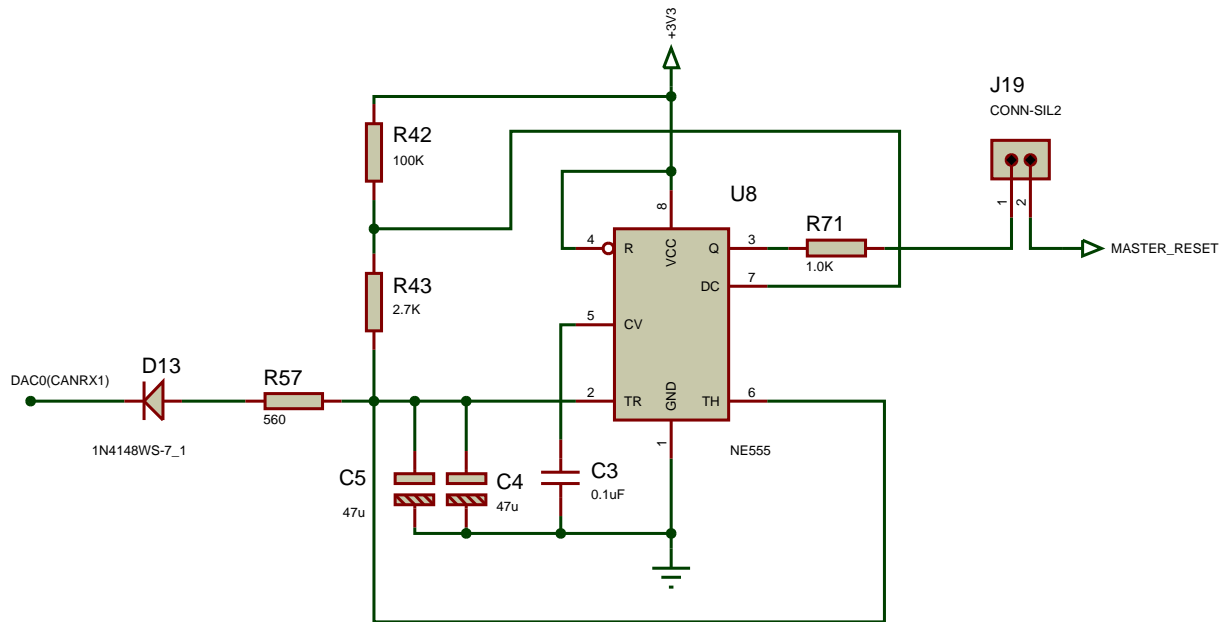 +3V3
J19
CONN-SIL2
R42
100K
U8
8
1
2
R71
1.0K
MASTER_RESET
4
R
VCC
Q
3
DC
7
R43
2.7K
5
CV
D13
DAC0(CANRX1)
R57
560
2
TR
GND
TH
6
1N4148WS-7_1
1
NE555
C5
47u
C4
47u
C3
0.1uF